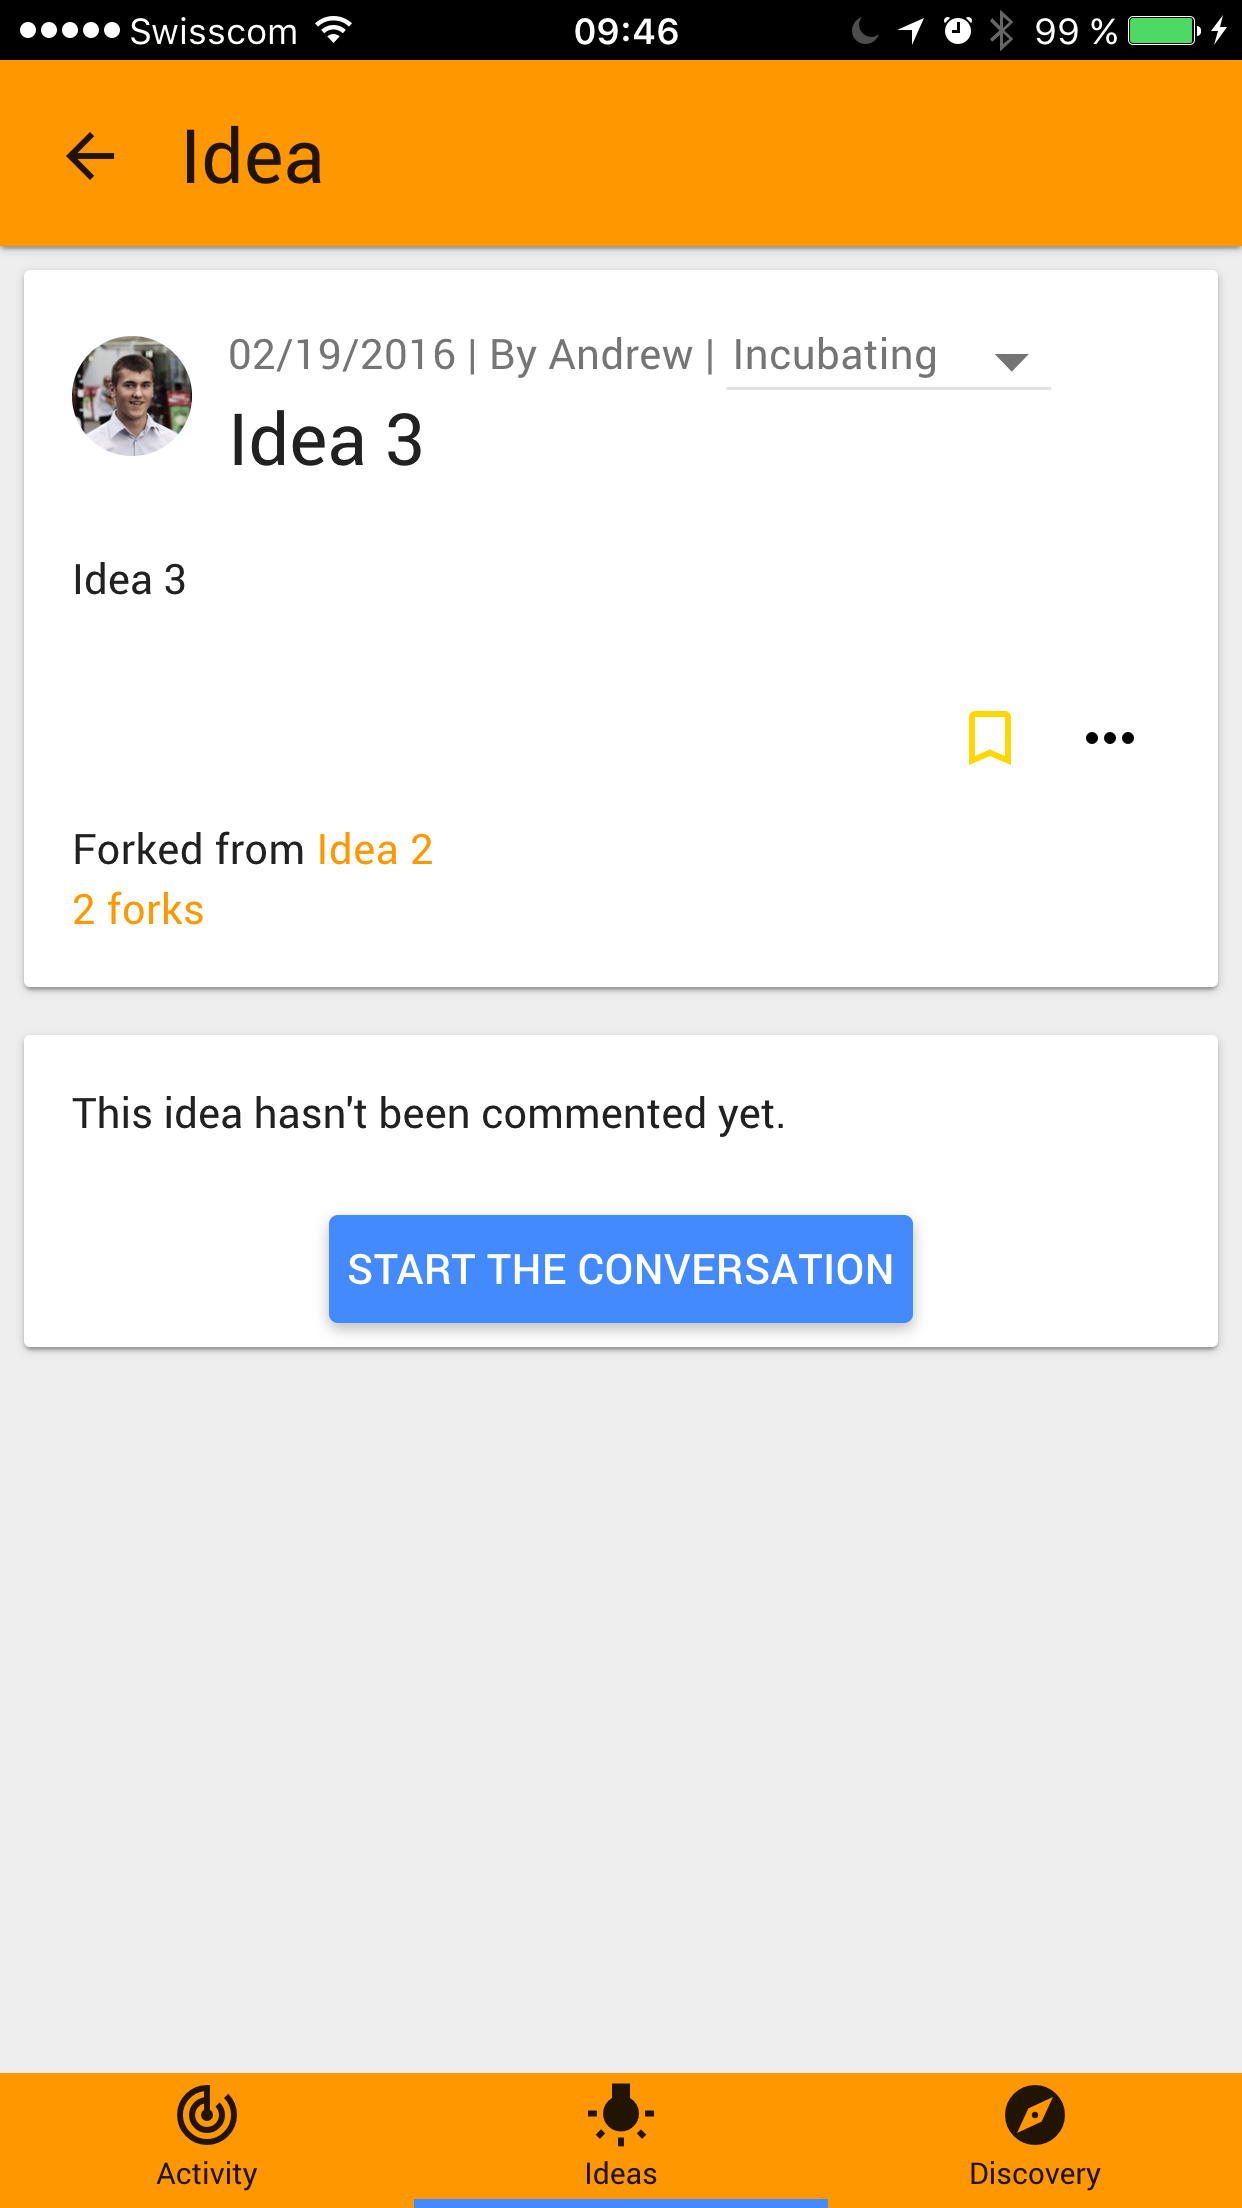 Swisscom 09:46 99 %
Idea
02/19/2016 | By Andrew | Incubating
Idea 3
Idea 3
Forked from Idea 2
2 forks
This idea hasn't been commented yet.
START THE CONVERSATION
Activity Ideas Discovery